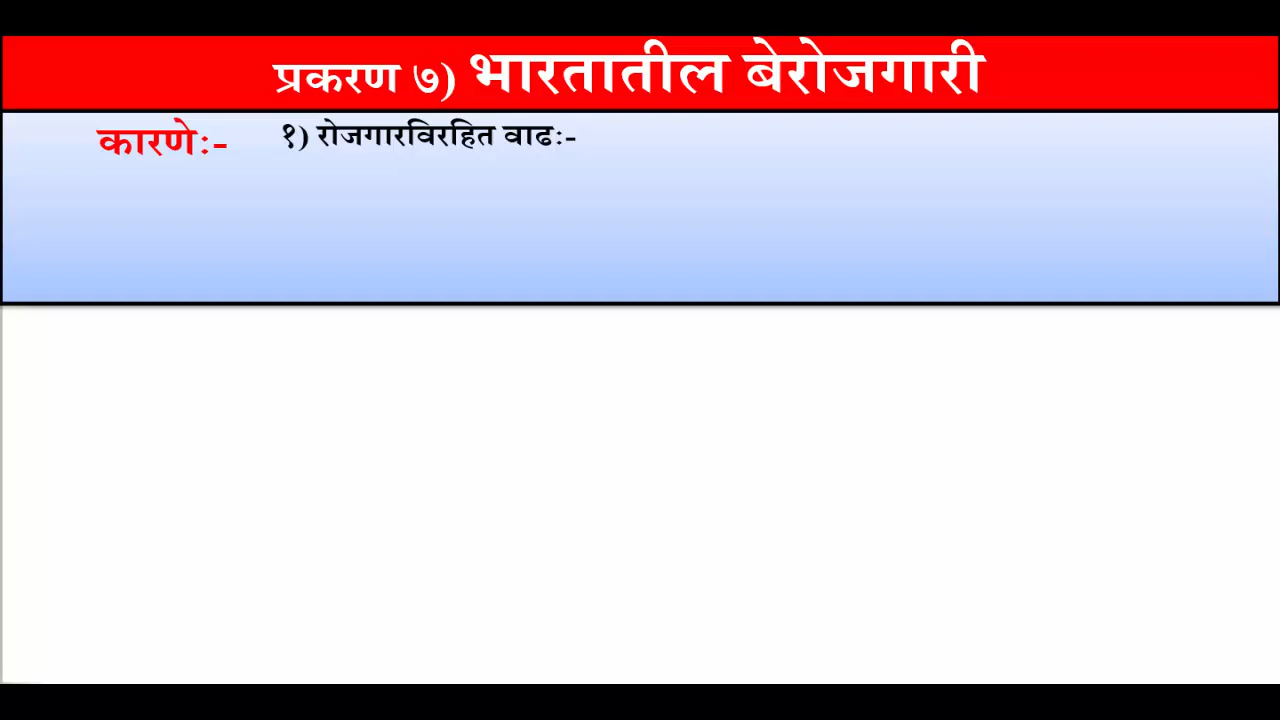 प्रकरण ७) भारतातील बेरोजगारी
कारणेः- १) रोजगारविरहित वाढः-